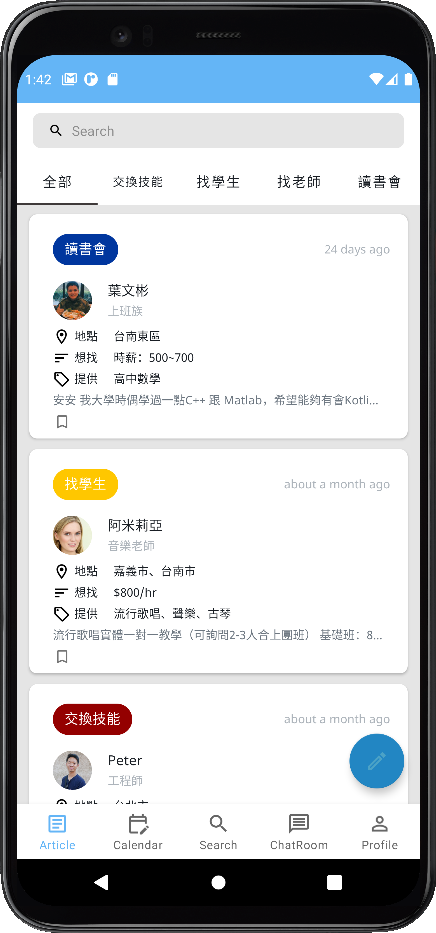 1:42
Search
全部 交換技能 找學生 找老師 讀書會
讀書會 24 days ago
葉文彬
上班族
地點 台南東區
想找 時薪：500~700
提供 高中數學
安安 我大學時偶學過一點C++ 跟 Matlab，希望能夠有會Kotli...
找學生 about a month ago
阿米莉亞
音樂老師
地點 嘉義市、台南市
想找 $800/hr
提供 流行歌唱、聲樂、古琴
流行歌唱實體一對一教學（可詢問2-3人合上團班） 基礎班：8...
交換技能 about a month ago
Peter
工程師
地點 台北市
Article Calendar Search ChatRoom Profile